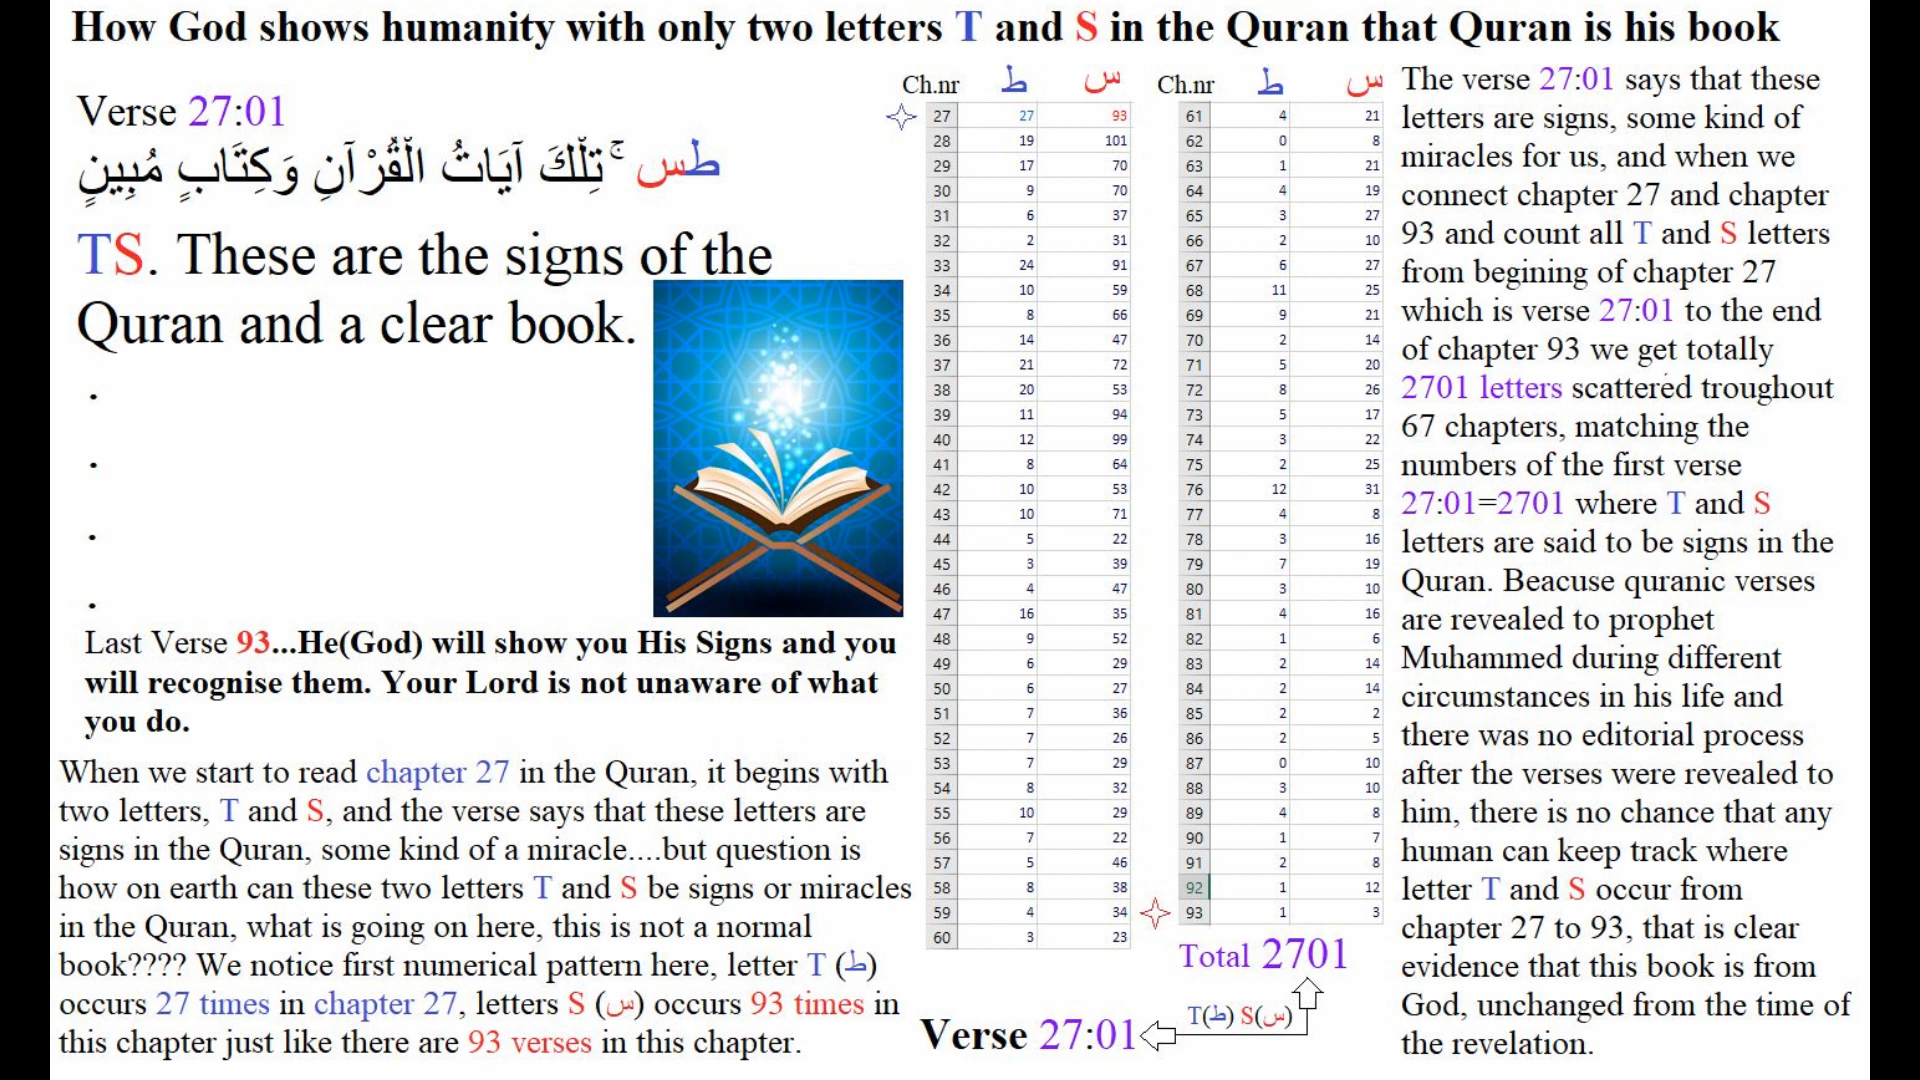 How God shows humanity with only two letters T and S in the Quran that Quran is his book
Verse 27:01
طس ۚ تِلْكَ آيَاتُ الْقُرْآنِ وَكِتَابٍ مُبِينٍ
TS. These are the signs of the
Quran and a clear book.
.
.
.
.
Last Verse 93...He(God) will show you His Signs and you
will recognise them. Your Lord is not unaware of what
you do.
When we start to read chapter 27 in the Quran, it begins with
two letters, T and S, and the verse says that these letters are
signs in the Quran, some kind of a miracle....but question is
how on earth can these two letters T and S be signs or miracles
in the Quran, what is going on here, this is not a normal
book???? We notice first numerical pattern here, letter T (ط)
occurs 27 times in chapter 27, letters S (س) occurs 93 times in
this chapter just like there are 93 verses in this chapter.
Ch.nr ط س
27 27 93
28 19 101
29 17 70
30 9 70
31 6 37
32 2 31
33 24 91
34 10 59
35 8 66
36 14 47
37 21 72
38 20 53
39 11 94
40 12 99
41 8 64
42 10 53
43 10 71
44 5 22
45 3 39
46 4 47
47 16 35
48 9 52
49 6 29
50 6 27
51 7 36
52 7 26
53 7 29
54 8 32
55 10 29
56 7 22
57 5 46
58 8 38
59 4 34
60 3 23
Ch.nr ط س
61 4 21
62 0 8
63 1 21
64 4 19
65 3 27
66 2 10
67 6 27
68 11 25
69 9 21
70 2 14
71 5 20
72 8 26
73 5 17
74 3 22
75 2 25
76 12 31
77 4 8
78 3 16
79 7 19
80 3 10
81 4 16
82 1 6
83 2 14
84 2 14
85 2 2
86 2 5
87 0 10
88 3 10
89 4 8
90 1 7
91 2 8
92 1 12
93 1 3
Total 2701
T(ط) S(س)
Verse 27:01
The verse 27:01 says that these
letters are signs, some kind of
miracles for us, and when we
connect chapter 27 and chapter
93 and count all T and S letters
from begining of chapter 27
which is verse 27:01 to the end
of chapter 93 we get totally
2701 letters scattered troughout
67 chapters, matching the
numbers of the first verse
27:01=2701 where T and S
letters are said to be signs in the
Quran. Beacuse quranic verses
are revealed to prophet
Muhammed during different
circumstances in his life and
there was no editorial process
after the verses were revealed to
him, there is no chance that any
human can keep track where
letter T and S occur from
chapter 27 to 93, that is clear
evidence that this book is from
God, unchanged from the time of
the revelation.